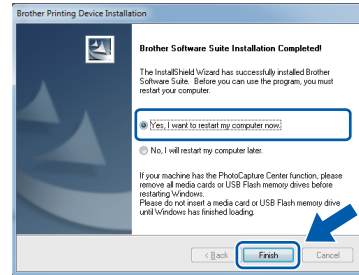 Brother Printing Device Installation
Brother Software Suite Installation Completed!
The InstallShield Wizard has successfully installed Brother
Software Suite. Before you can use the program, you must
restart your computer.
Yes, I want to restart my computer now.
No, I will restart my computer later.
If your machine has the PhotoCapture Center function, please
remove all media cards or USB Flash memory drives before
restarting Windows.
Please do not insert a media card or USB Flash memory drive
until Windows has finished loading.
< Back
Finish
Cancel